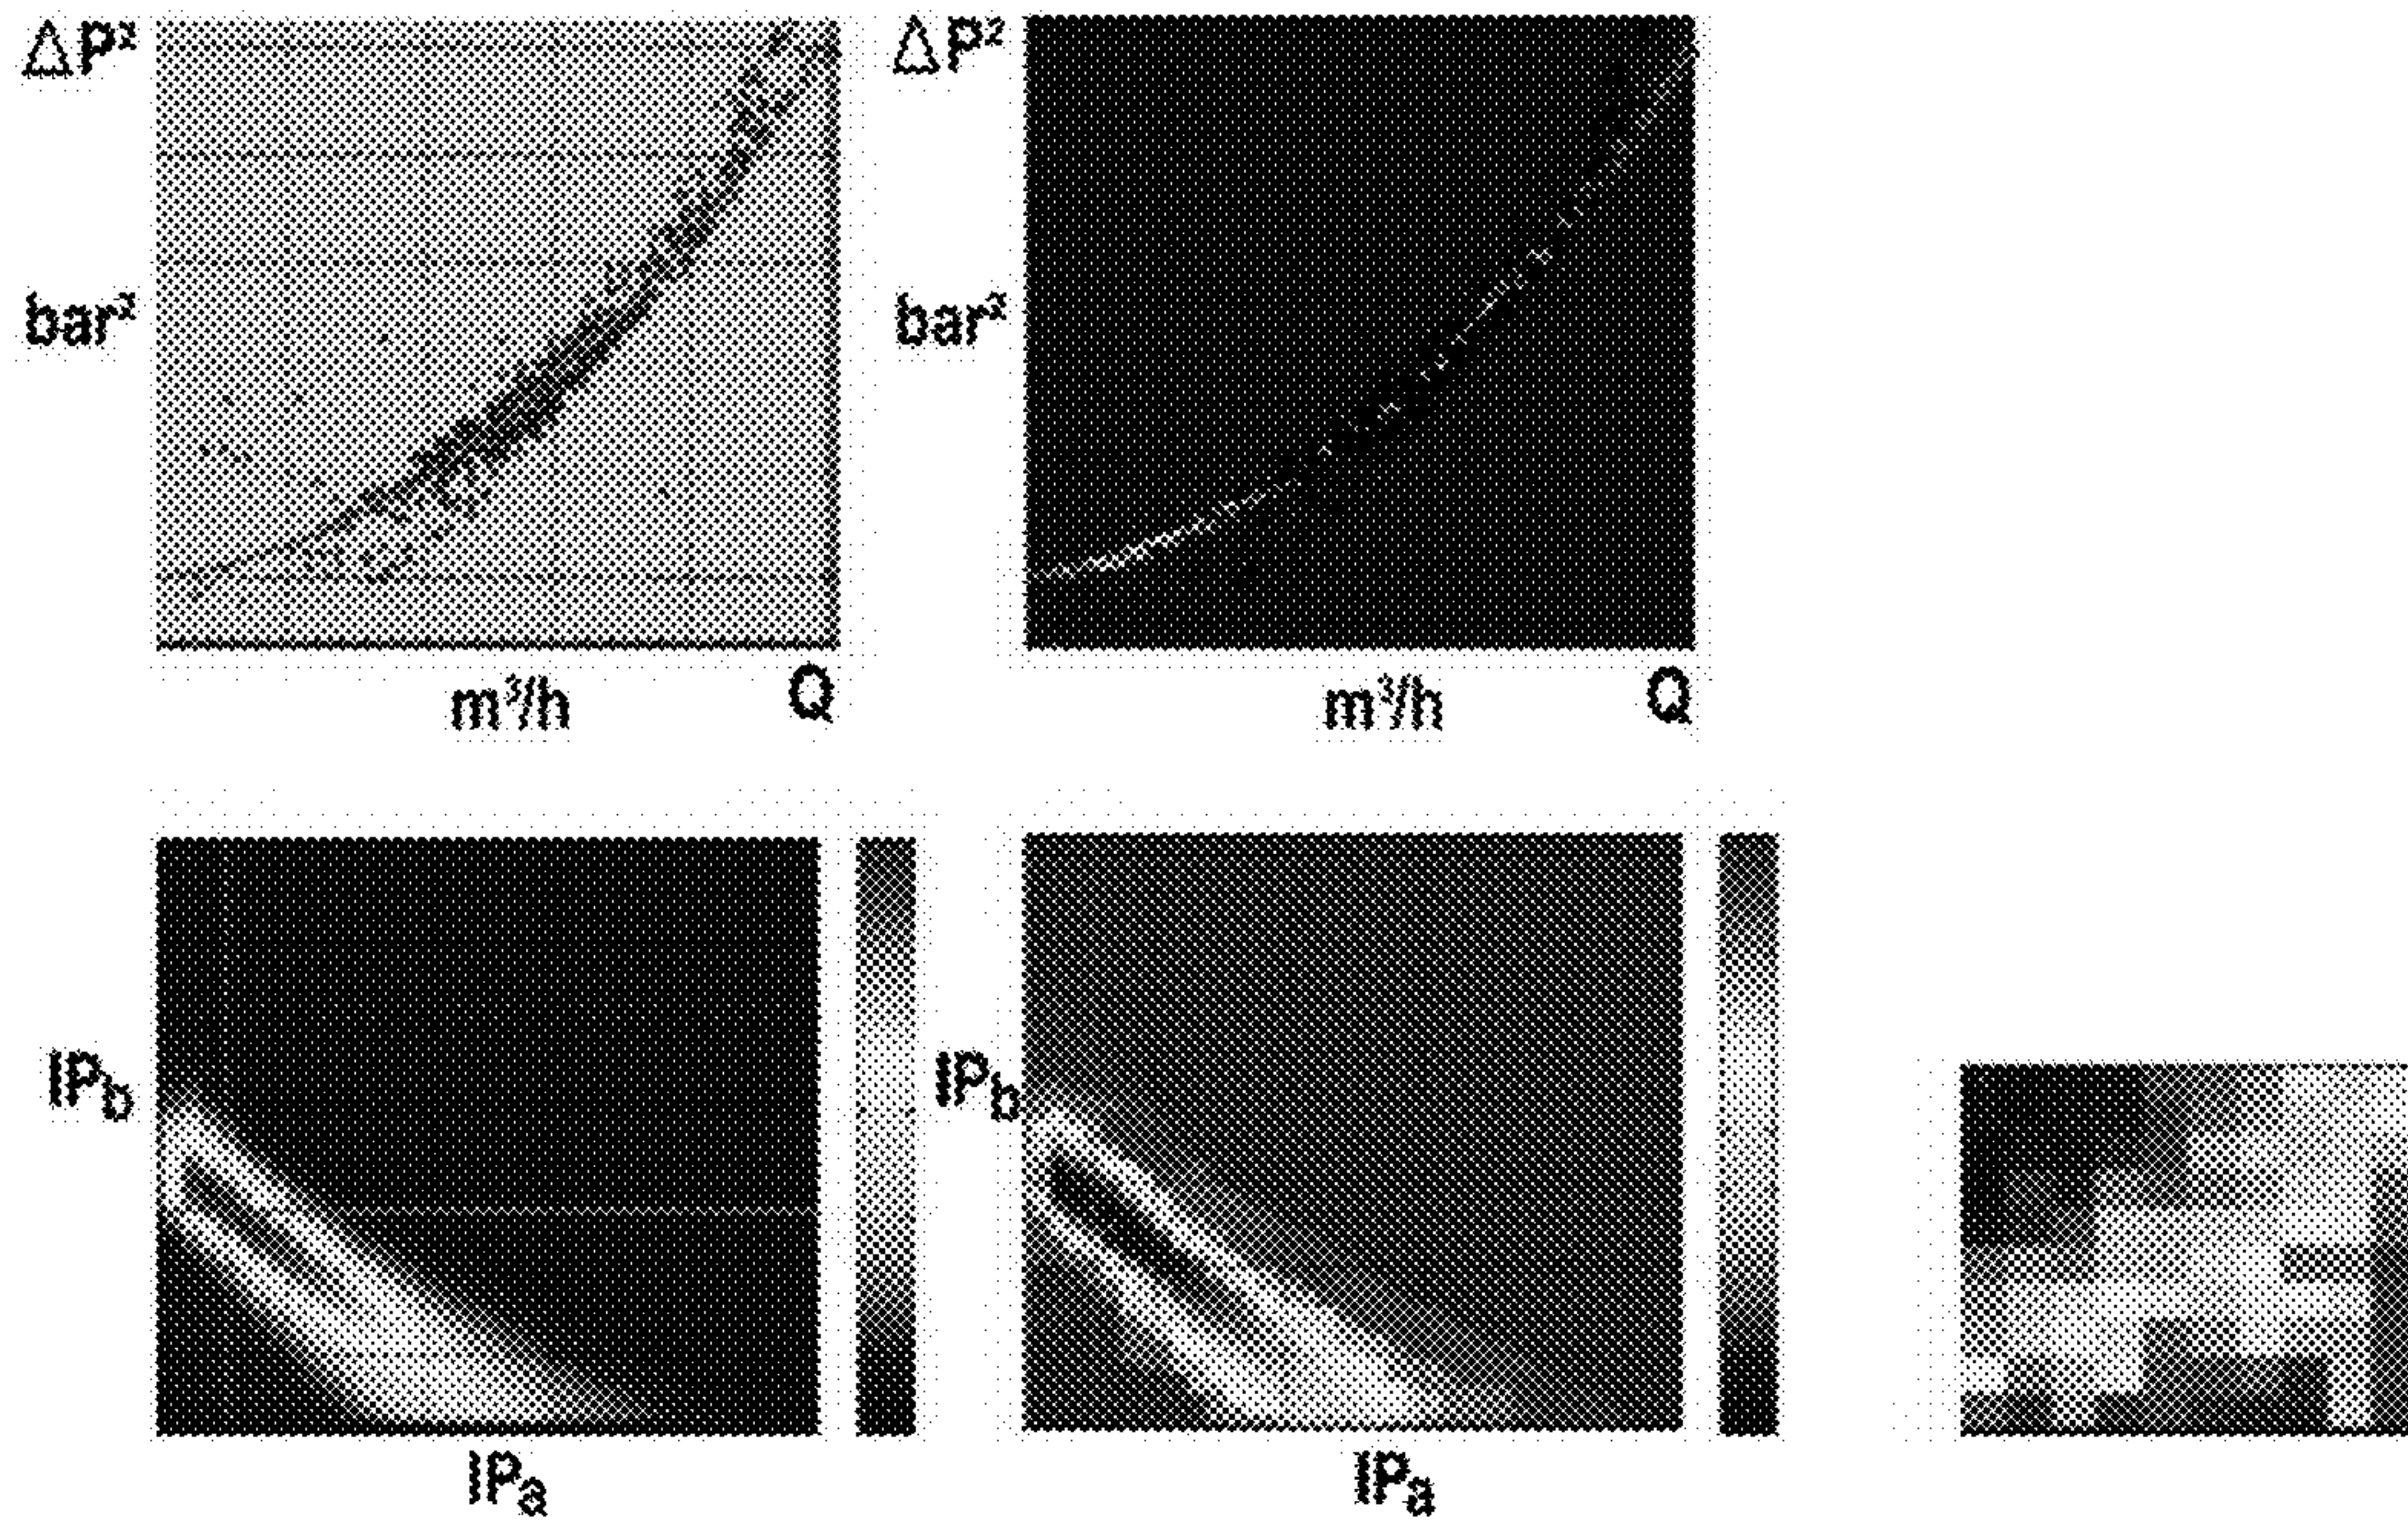 ΔP² ΔP²
bar² bar²
m³/h Q m³/h Q
IPb IPb
IPa IPa